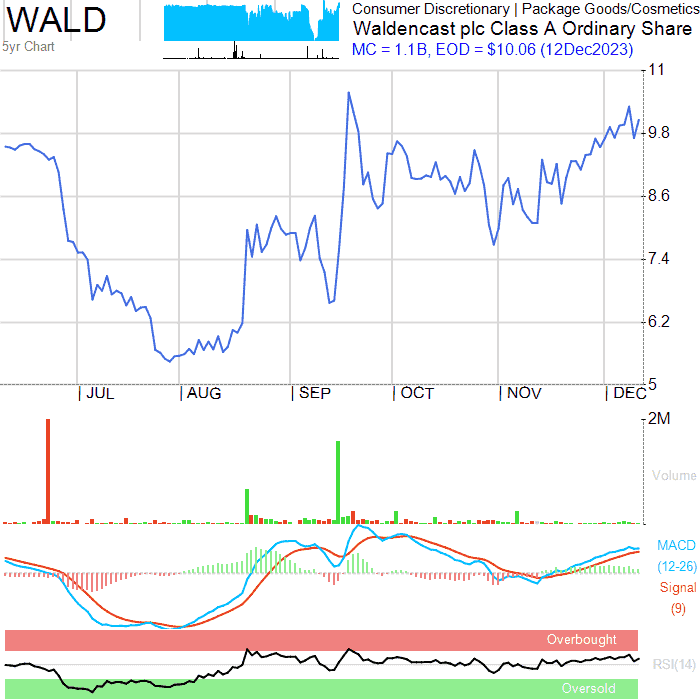 WALD
Consumer Discretionary | Package Goods/Cosmetics
Waldencast plc Class A Ordinary Share
5yr Chart
MC = 1.1B, EOD = $10.06 (12Dec2023)
11
9.8
8.6
7.4
6.2
5
| JUL | AUG | SEP | OCT | NOV | DEC
2M
Volume
MACD
(12-26)
Signal
(9)
Overbought
RSI(14)
Oversold